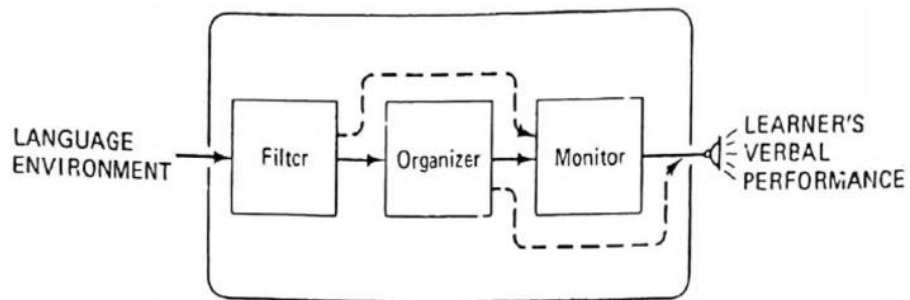 LANGUAGE
ENVIRONMENT
Filter
Organizer
Monitor
LEARNER'S
VERBAL
PERFORMANCE